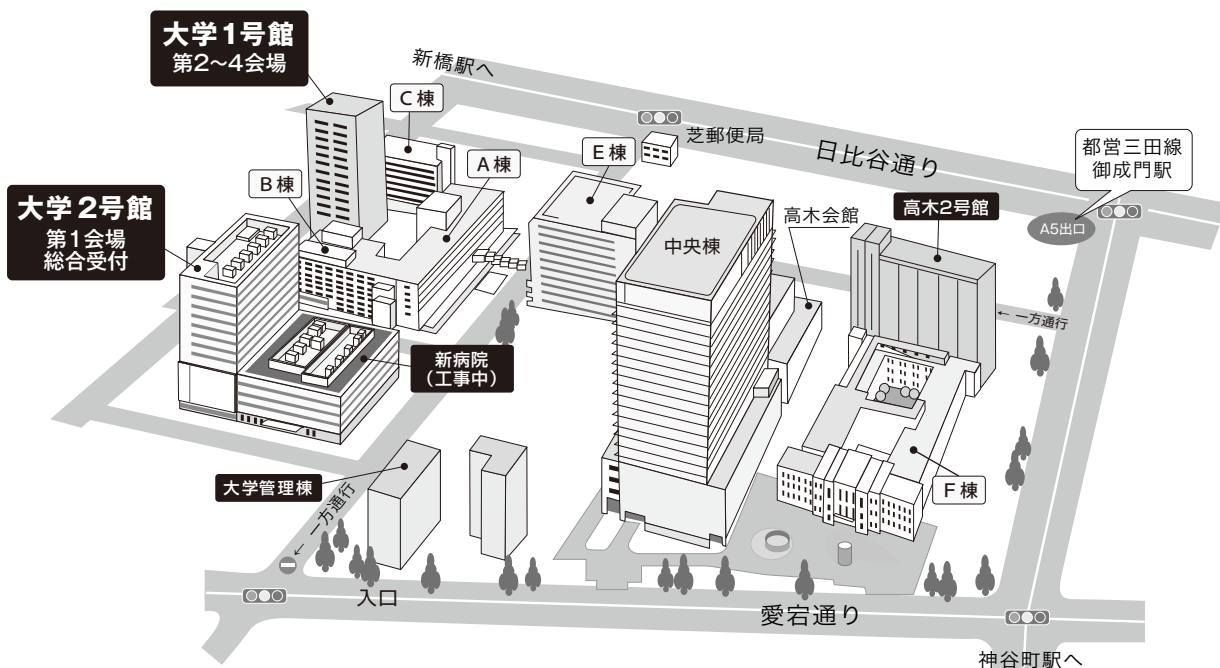 大学1号館
第2〜4会場
新橋駅へ
C棟
芝郵便局
日比谷通り
都営三田線
御成門駅
A5出口
E棟
A棟
B棟
大学2号館
第1会場
総合受付
高木2号館
高木会館
中央棟
← 一方通行
新病院
(工事中)
大学管理棟
F棟
← 一方通行
入口
愛宕通り
神谷町駅へ